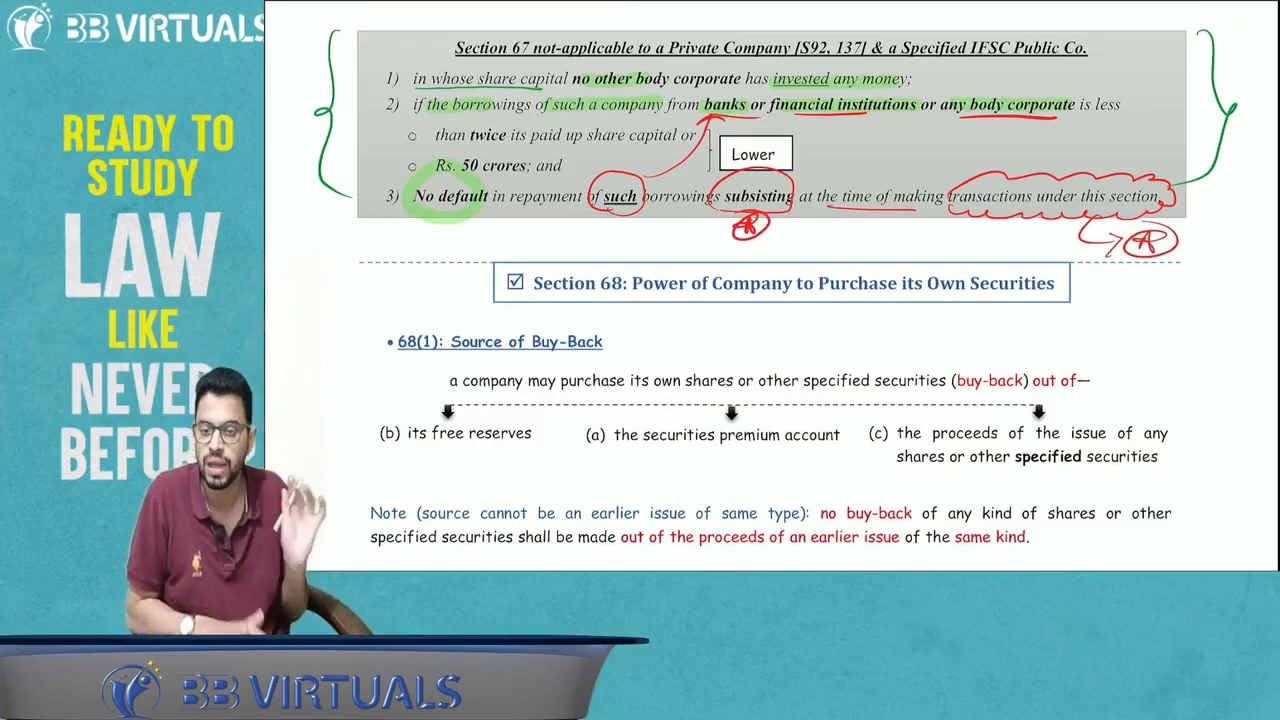 BB VIRTUALS
READY TO
STUDY
LAW
LIKE
NEVER
BEFO
Section 67 not-applicable to a Private Company [S92, 137] & a Specified IFSC Public Co.
1) in whose share capital no other body corporate has invested any money;
2) if the borrowings of such a company from banks or financial institutions or any body corporate is less
o than twice its paid up share capital or
o Rs. 50 crores; and
Lower
3) No default in repayment of such borrowings subsisting at the time of making transactions under this section.
Section 68: Power of Company to Purchase its Own Securities
• 68(1): Source of Buy-Back
a company may purchase its own shares or other specified securities (buy-back) out of—
(b) its free reserves
(a) the securities premium account
(c) the proceeds of the issue of any
shares or other specified securities
Note (source cannot be an earlier issue of same type): no buy-back of any kind of shares or other
specified securities shall be made out of the proceeds of an earlier issue of the same kind.
BB VIRTUALS